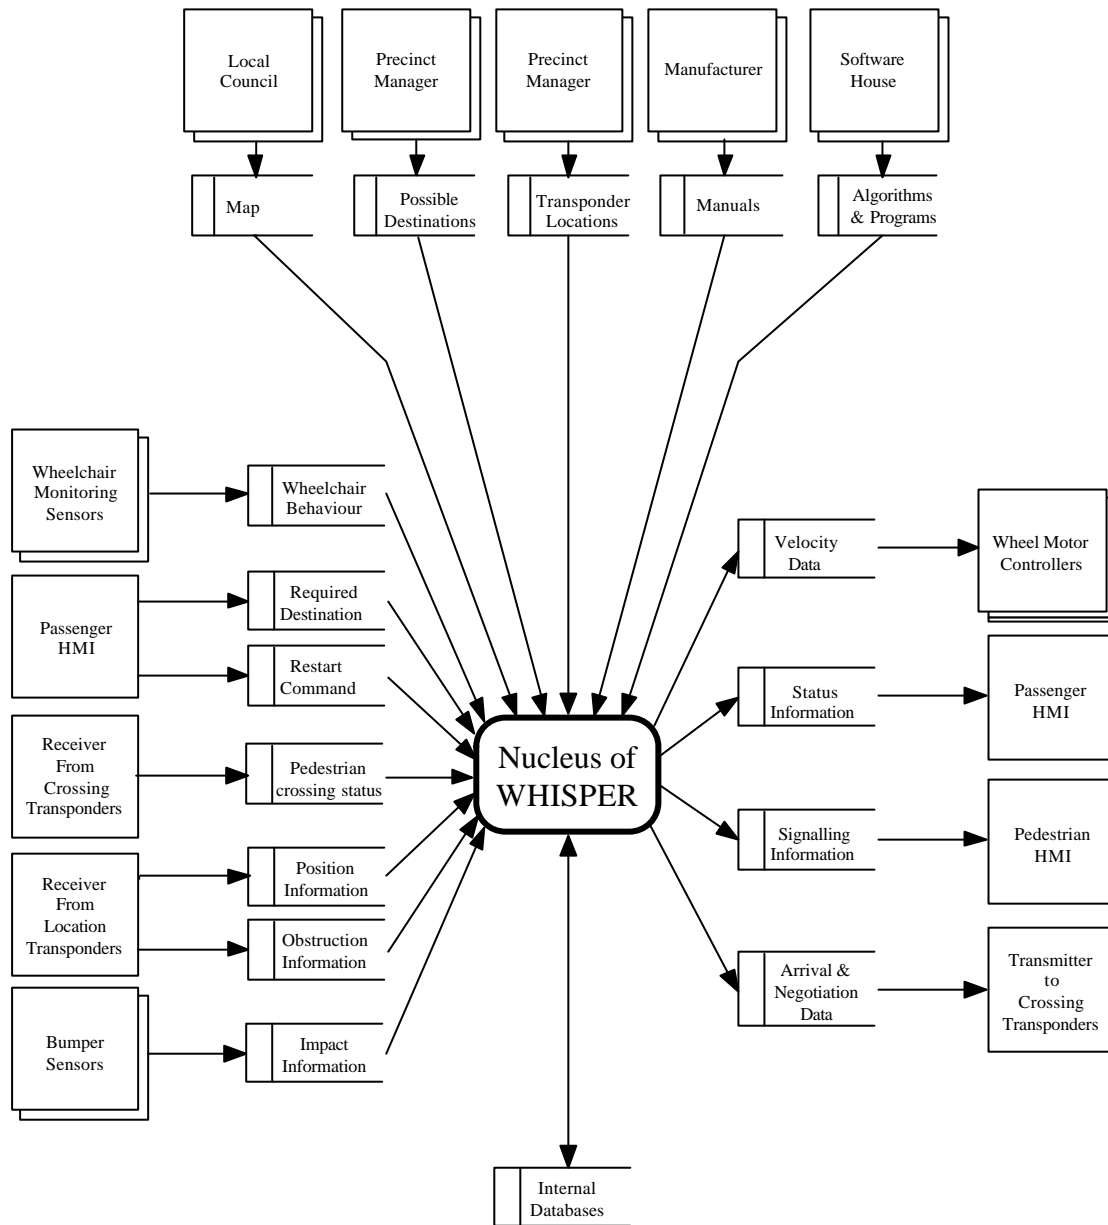 Local
Council
Precinct
Manager
Precinct
Manager
Manufacturer
Software
House
Map
Possible
Destinations
Transponder
Locations
Manuals
Algorithms
& Programs
Wheelchair
Monitoring
Sensors
Wheelchair
Behaviour
Passenger
HMI
Required
Destination
Restart
Command
Receiver
From
Crossing
Transponders
Pedestrian
crossing status
Receiver
From
Location
Transponders
Position
Information
Obstruction
Information
Bumper
Sensors
Impact
Information
Nucleus of
WHISPER
Velocity
Data
Wheel Motor
Controllers
Status
Information
Passenger
HMI
Signalling
Information
Pedestrian
HMI
Arrival &
Negotiation
Data
Transmitter
to
Crossing
Transponders
Internal
Databases